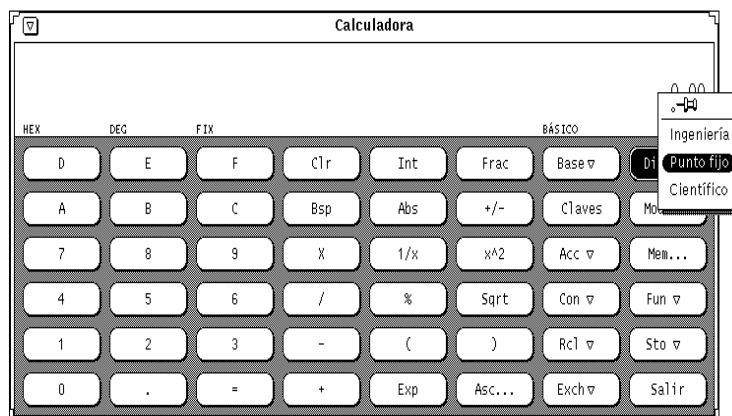 Calculadora
0.00
HEX DEG FIX BÁSICO
Ingeniería
D E F Clr Int Frac Base Di Punto fijo
Científico
A B C Bsp Abs +/- Claves
7 8 9 X 1/x x^2 Acc Mem...
4 5 6 / % Sqrt Con Fun
1 2 3 - ( ) Rcl Sto
0 . = + Exp Asc... Exch Salir